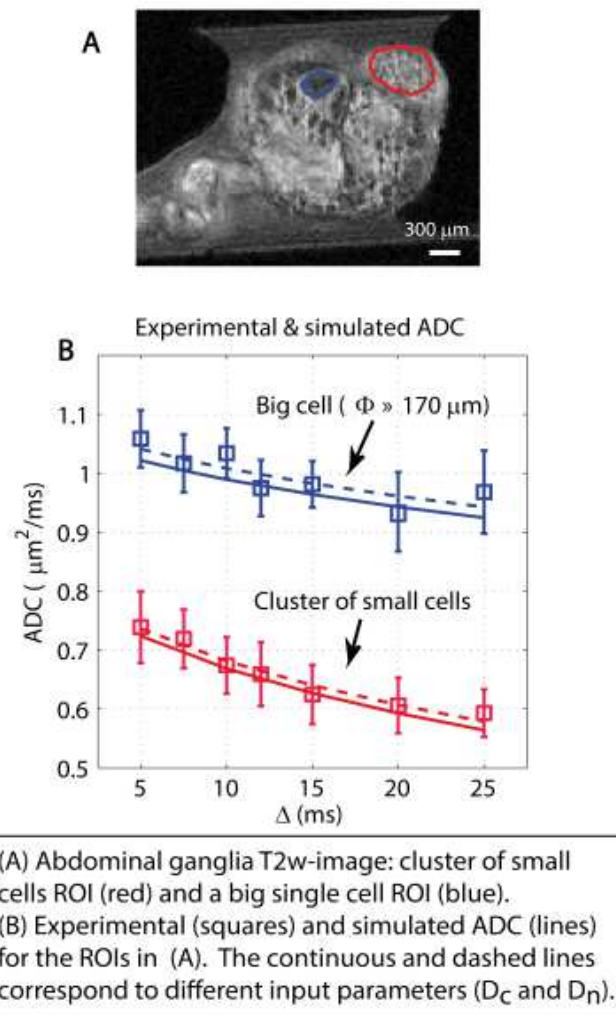 A
300 μm
Experimental & simulated ADC
B
Big cell ( Φ » 170 μm)
Cluster of small cells
ADC ( μm²/ms)
1.1
1
0.9
0.8
0.7
0.6
0.5
5 10 15 20 25
Δ (ms)
(A) Abdominal ganglia T2w-image: cluster of small
cells ROI (red) and a big single cell ROI (blue).
(B) Experimental (squares) and simulated ADC (lines)
for the ROIs in (A). The continuous and dashed lines
correspond to different input parameters (Dc and Dn).